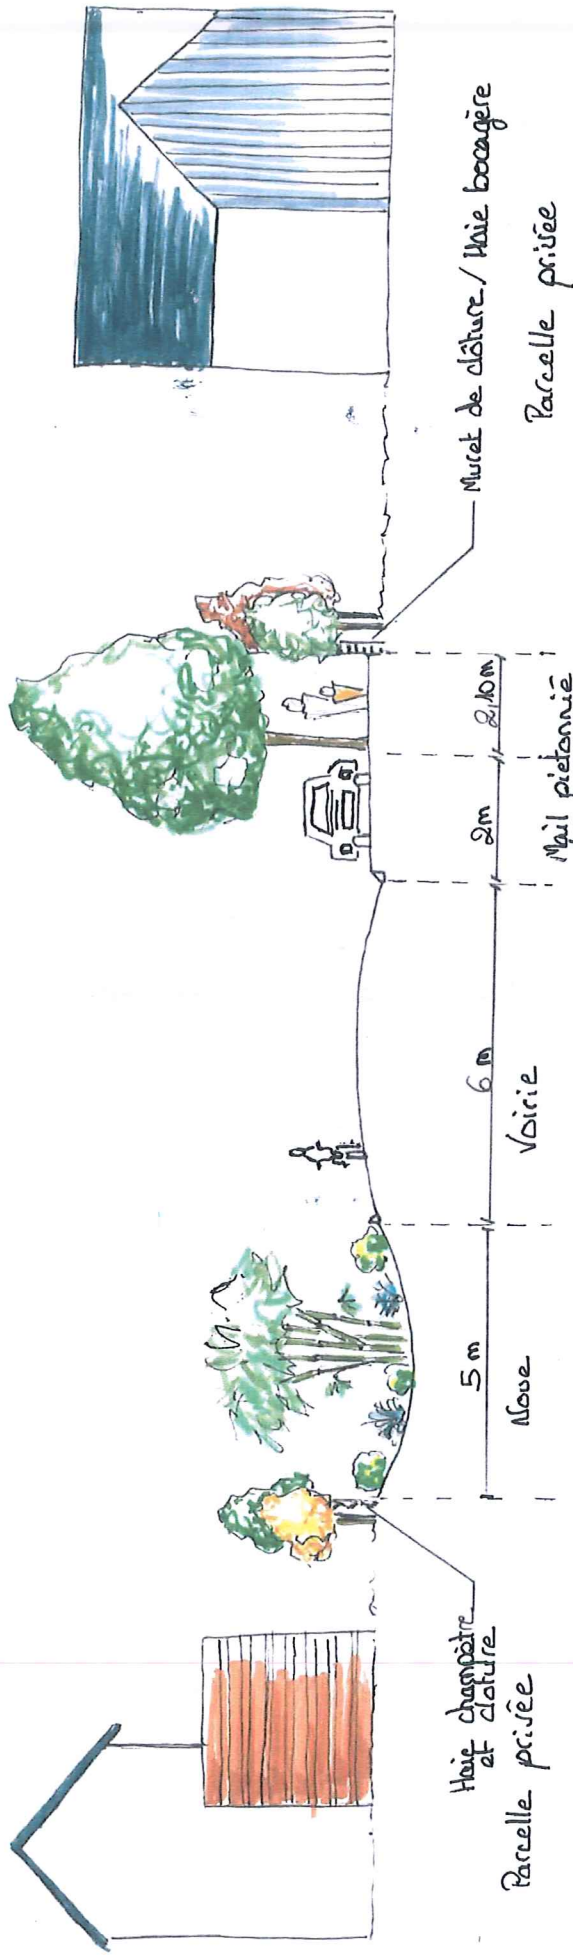 Haie champêtre
et clôture
Parcelle privée
5 m
Noue
6 m
Voirie
2m
2,10m
Mail piétonnié
Muret de clôture / Haie bocagère
Parcelle privée